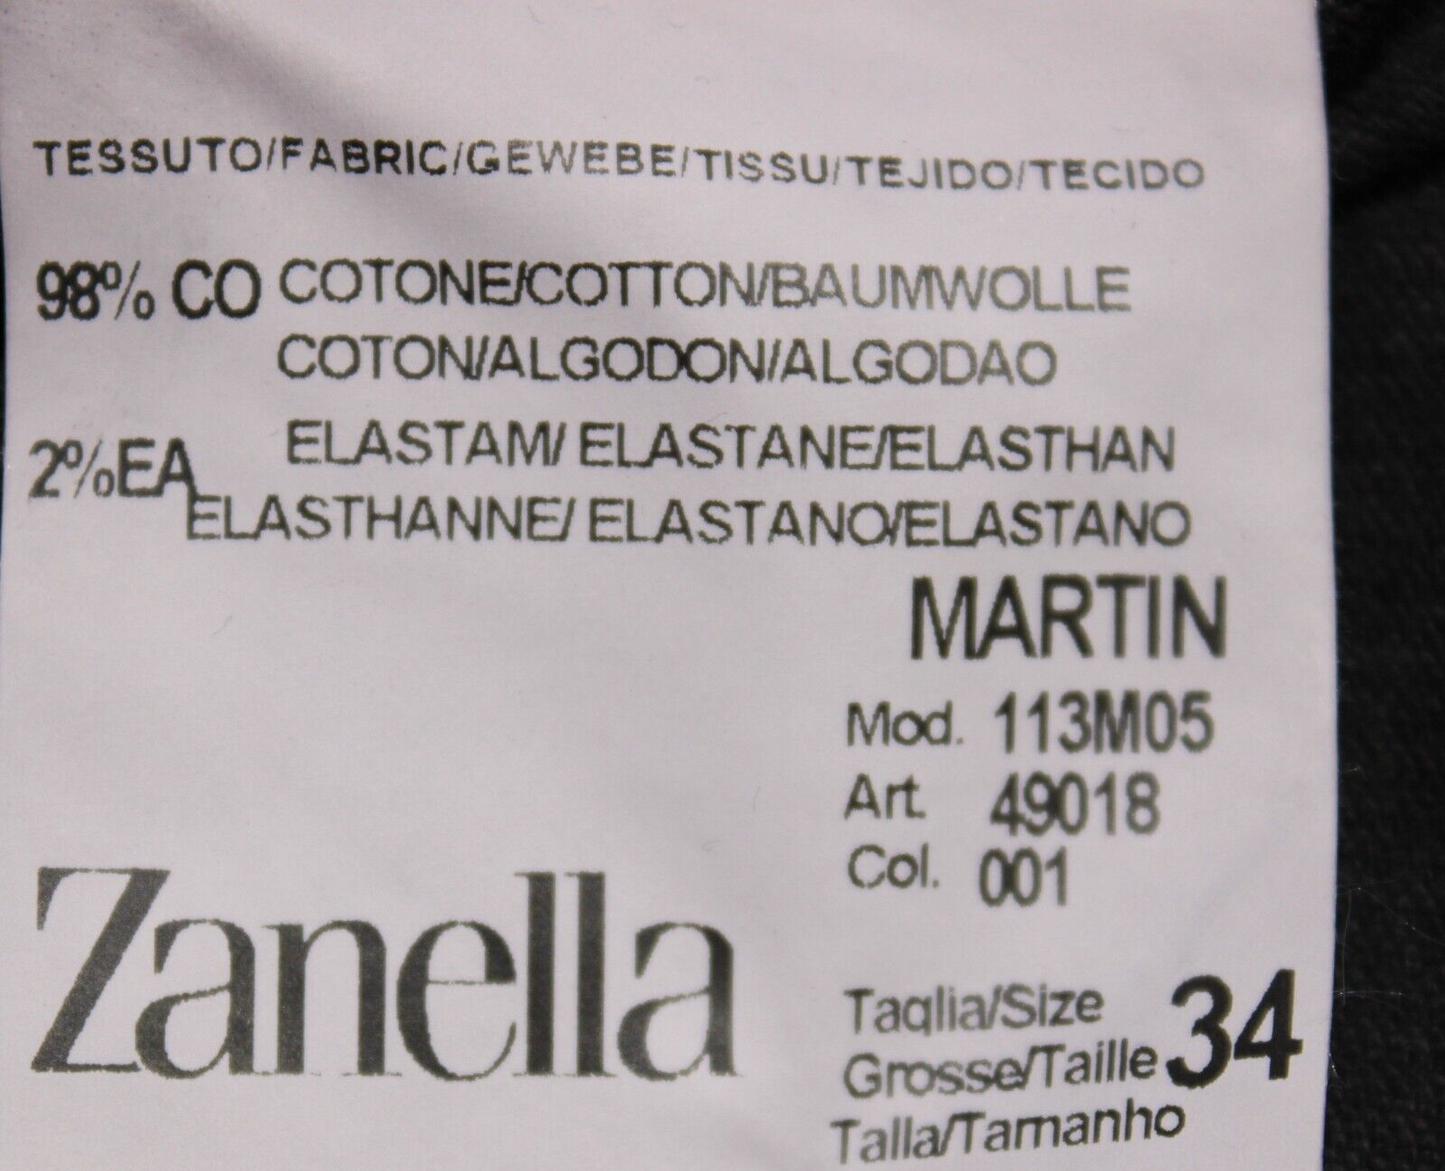 TESSUTO/FABRIC/GEWEBE/TISSU/TEJIDO/TECIDO
98% CO COTONE/COTTON/BAUMWOLLE
COTON/ALGODON/ALGODAO
2%EA ELASTAM/ ELASTANE/ELASTHAN
ELASTHANNE/ ELASTANO/ELASTANO
MARTIN
Mod. 113M05
Art. 49018
Col. 001
Zanella
Taglia/Size
Grosse/Taille 34
Talla/Tamanho